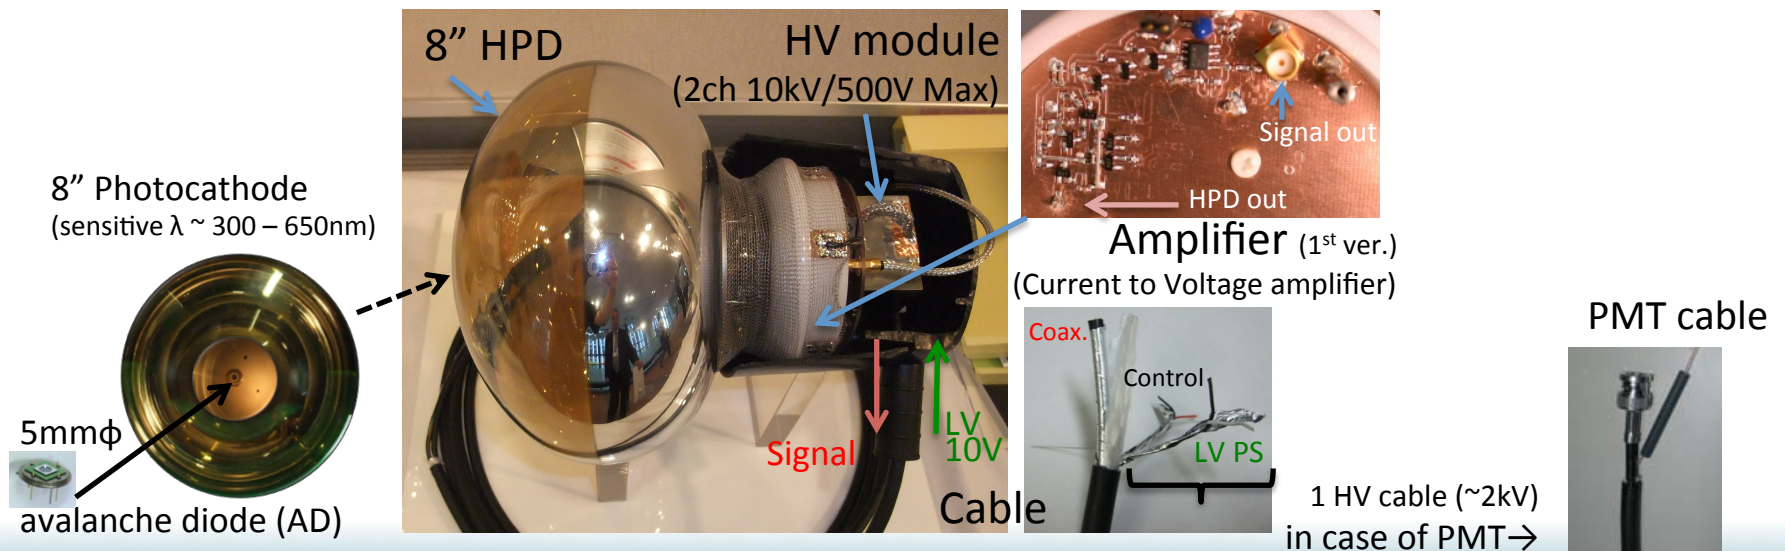 8” HPD
HV module
(2ch 10kV/500V Max)
Signal out
HPD out
8” Photocathode
(sensitive λ ~ 300 – 650nm)
Amplifier (1st ver.)
(Current to Voltage amplifier)
PMT cable
Coax.
Control
5mmϕ
LV
Signal
10V
LV PS
Cable
1 HV cable (~2kV)
avalanche diode (AD)
in case of PMT→